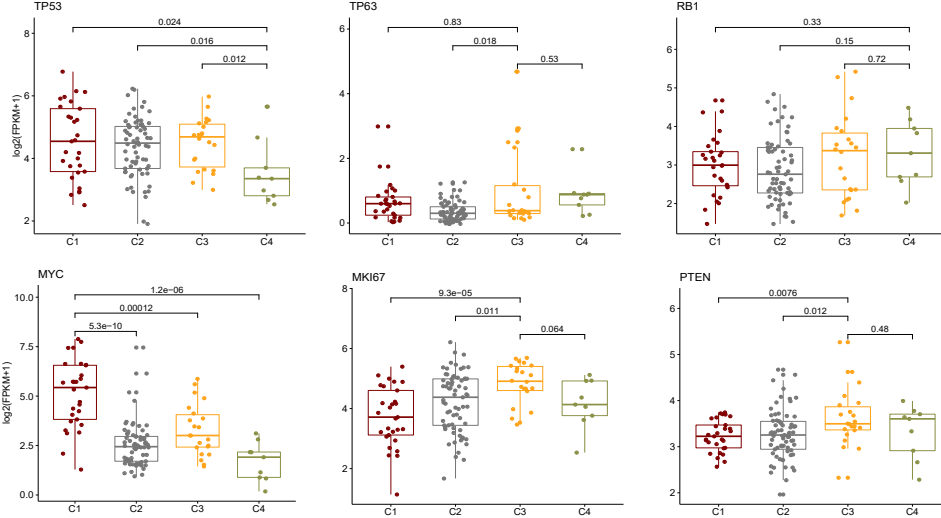 TP53
TP63
RB1
0.024
0.016
0.012
0.83
0.018
0.53
0.33
0.15
0.72
log2(FPKM+1)
8
6
4
2
6
4
2
0
6
5
4
3
2
C1 C2 C3 C4
C1 C2 C3 C4
C1 C2 C3 C4
MYC
MKI67
PTEN
1.2e−06
0.00012
5.3e−10
9.3e−05
0.011
0.064
0.0076
0.012
0.48
log2(FPKM+1)
10.0
7.5
5.0
2.5
0.0
8
6
4
2
6
5
4
3
2
C1 C2 C3 C4
C1 C2 C3 C4
C1 C2 C3 C4